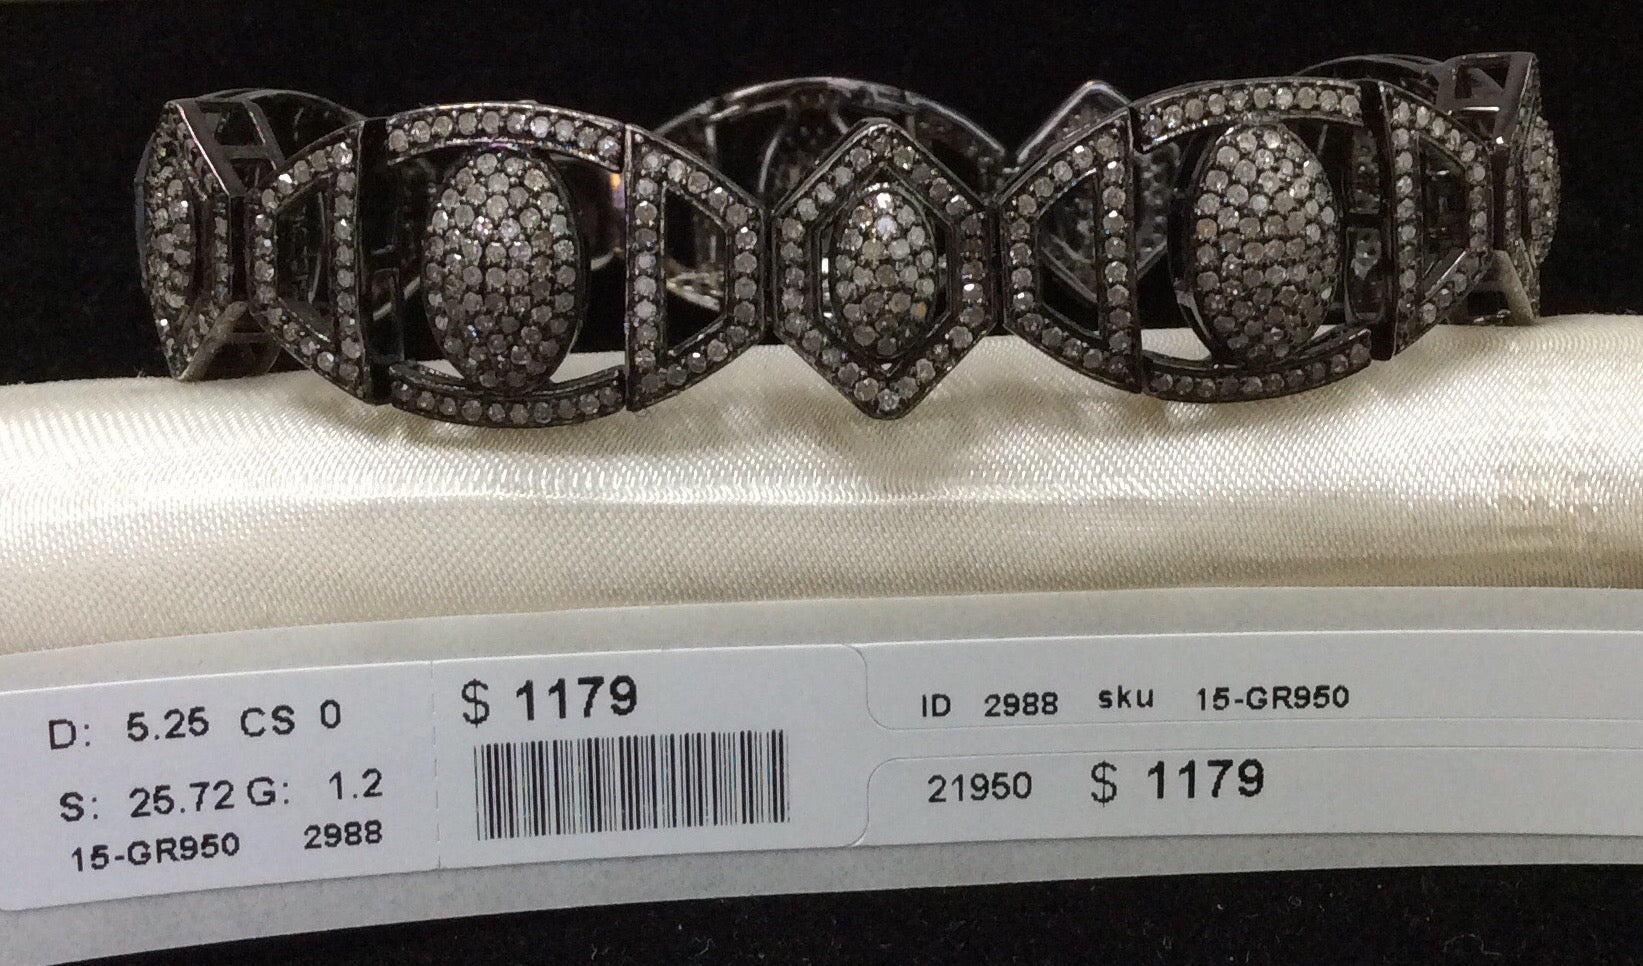 D: 5.25 CS 0
S: 25.72 G: 1.2
15-GR950 2988
$ 1179
ID 2988 sku 15-GR950
21950 $ 1179